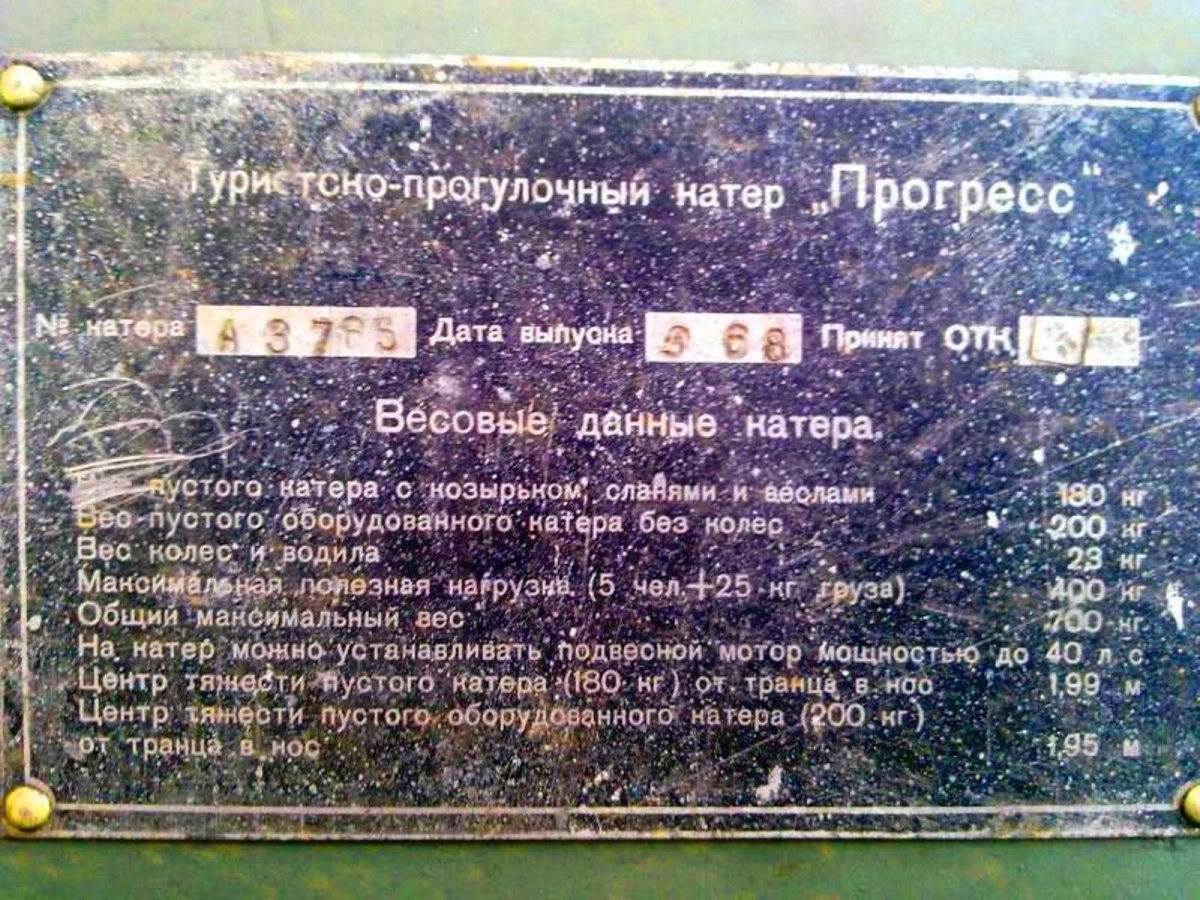 Туристско-прогулочный катер „Прогресс"
№ катера Дата выпуска 68 Принят ОТК
Весовые данные катера.
пустого катера с козырьком, сланями и веслами 180 кг
Вес пустого оборудованного катера без колес 200 кг
Вес колес и водила 23 кг
Максимальная полезная нагрузка (5 чел.+25 кг груза) 400 кг
Общий максимальный вес 700 кг
На катер можно устанавливать подвесной мотор мощностью до 40 л с
Центр тяжести пустого катера (180 кг) от транца в нос 1,99 м
Центр тяжести пустого оборудованного катера (200 кг)
от транца в нос 1,95 м